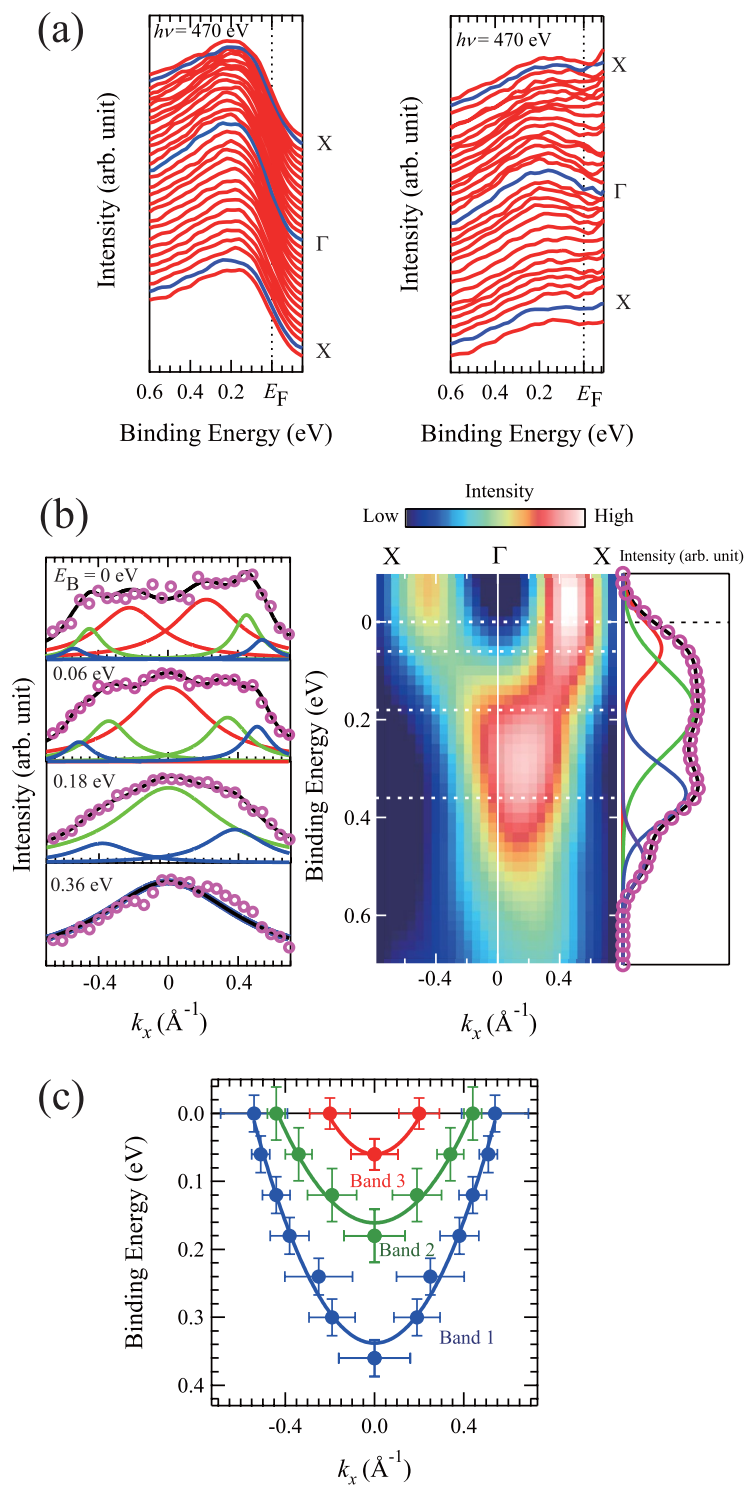 (a)
hν = 470 eV
Intensity (arb. unit)
X
Γ
X
0.6 0.4 0.2 EF
Binding Energy (eV)
hν = 470 eV
Intensity (arb. unit)
X
Γ
X
0.6 0.4 0.2 EF
Binding Energy (eV)
(b)
EB = 0 eV
0.06 eV
0.18 eV
0.36 eV
Intensity (arb. unit)
-0.4 0 0.4
kx (Å-1)
Intensity
Low High
X Γ X
Intensity (arb. unit)
0
0.2
0.4
0.6
Binding Energy (eV)
-0.4 0 0.4
kx (Å-1)
(c)
0.0
0.1
0.2
0.3
0.4
Binding Energy (eV)
Band 3
Band 2
Band 1
-0.4 0.0 0.4
kx (Å-1)